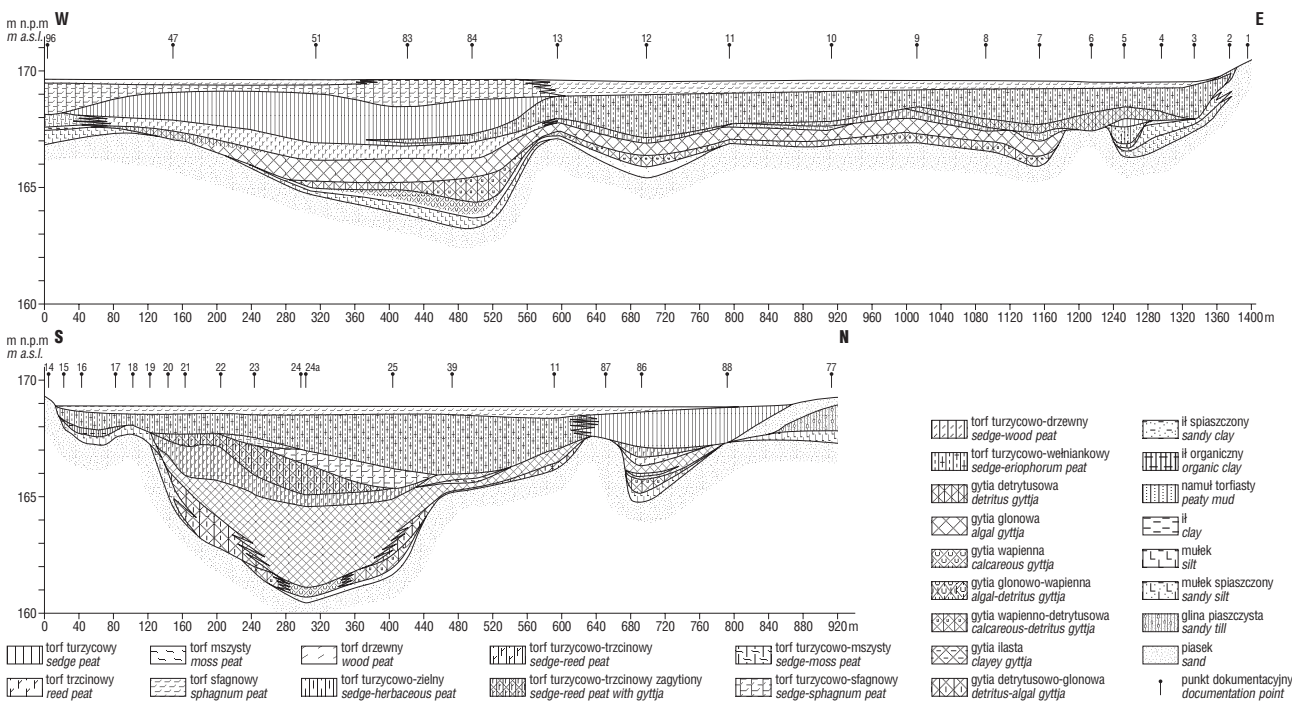 m n.p.m W E
m a.s.l.
96 47 51 83 84 13 12 11 10 9 8 7 6 5 4 3 2 1
170
165
160
0 40 80 120 160 200 240 280 320 360 400 440 480 520 560 600 640 680 720 760 800 840 880 920 960 1000 1040 1080 1120 1160 1200 1240 1280 1320 1360 1400 m
m n.p.m S N
m a.s.l.
14 15 16 17 18 19 20 21 22 23 24 24a 25 39 11 87 86 88 77
170
165
160
0 40 80 120 160 200 240 280 320 360 400 440 480 520 560 600 640 680 720 760 800 840 880 920 m
torf turzycowy
sedge peat
torf trzcinowy
reed peat
torf mszysty
moss peat
torf sfagnowy
sphagnum peat
torf drzewny
wood peat
torf turzycowo-zielny
sedge-herbaceous peat
torf turzycowo-trzcinowy
sedge-reed peat
torf turzycowo-trzcinowy zagytiony
sedge-reed peat with gyttja
torf turzycowo-mszysty
sedge-moss peat
torf turzycowo-sfagnowy
sedge-sphagnum peat
torf turzycowo-drzewny
sedge-wood peat
torf turzycowo-wełniankowy
sedge-eriophorum peat
gytia detrytusowa
detritus gyttja
gytia glonowa
algal gyttja
gytia wapienna
calcareous gyttja
gytia glonowo-wapienna
algal-detritus gyttja
gytia wapienno-detrytusowa
calcareous-detritus gyttja
gytia ilasta
clayey gyttja
gytia detrytusowo-glonowa
detritus-algal gyttja
ił spiaszczony
sandy clay
ił organiczny
organic clay
namuł torfiasty
peaty mud
ił
clay
mułek
silt
mułek spiaszczony
sandy silt
glina piaszczysta
sandy till
piasek
sand
punkt dokumentacyjny
documentation point